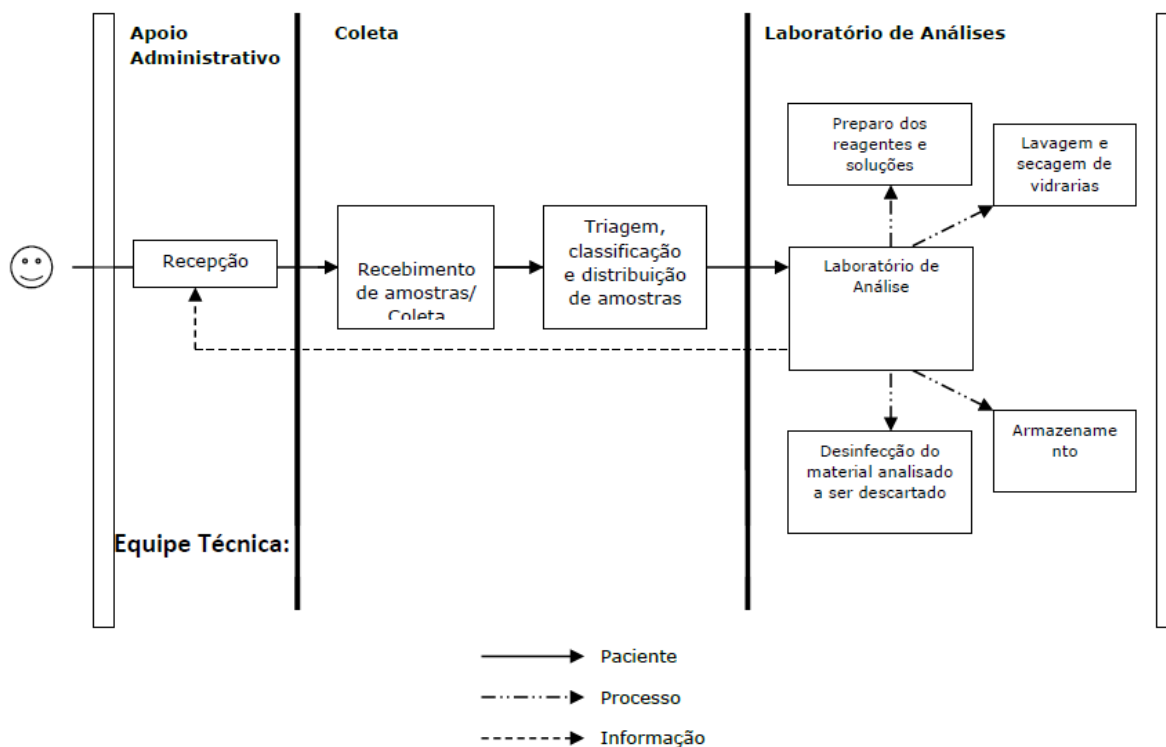 Apoio
Administrativo
Coleta
Laboratório de Análises
Recepção
Recebimento
de amostras/
Coleta
Triagem,
classificação
e distribuição
de amostras
Preparo dos
reagentes e
soluções
Lavagem e
secagem de
vidrarias
Laboratório de
Análise
Desinfecção do
material analisado
a ser descartado
Armazename
nto
Equipe Técnica:
Paciente
Processo
Informação